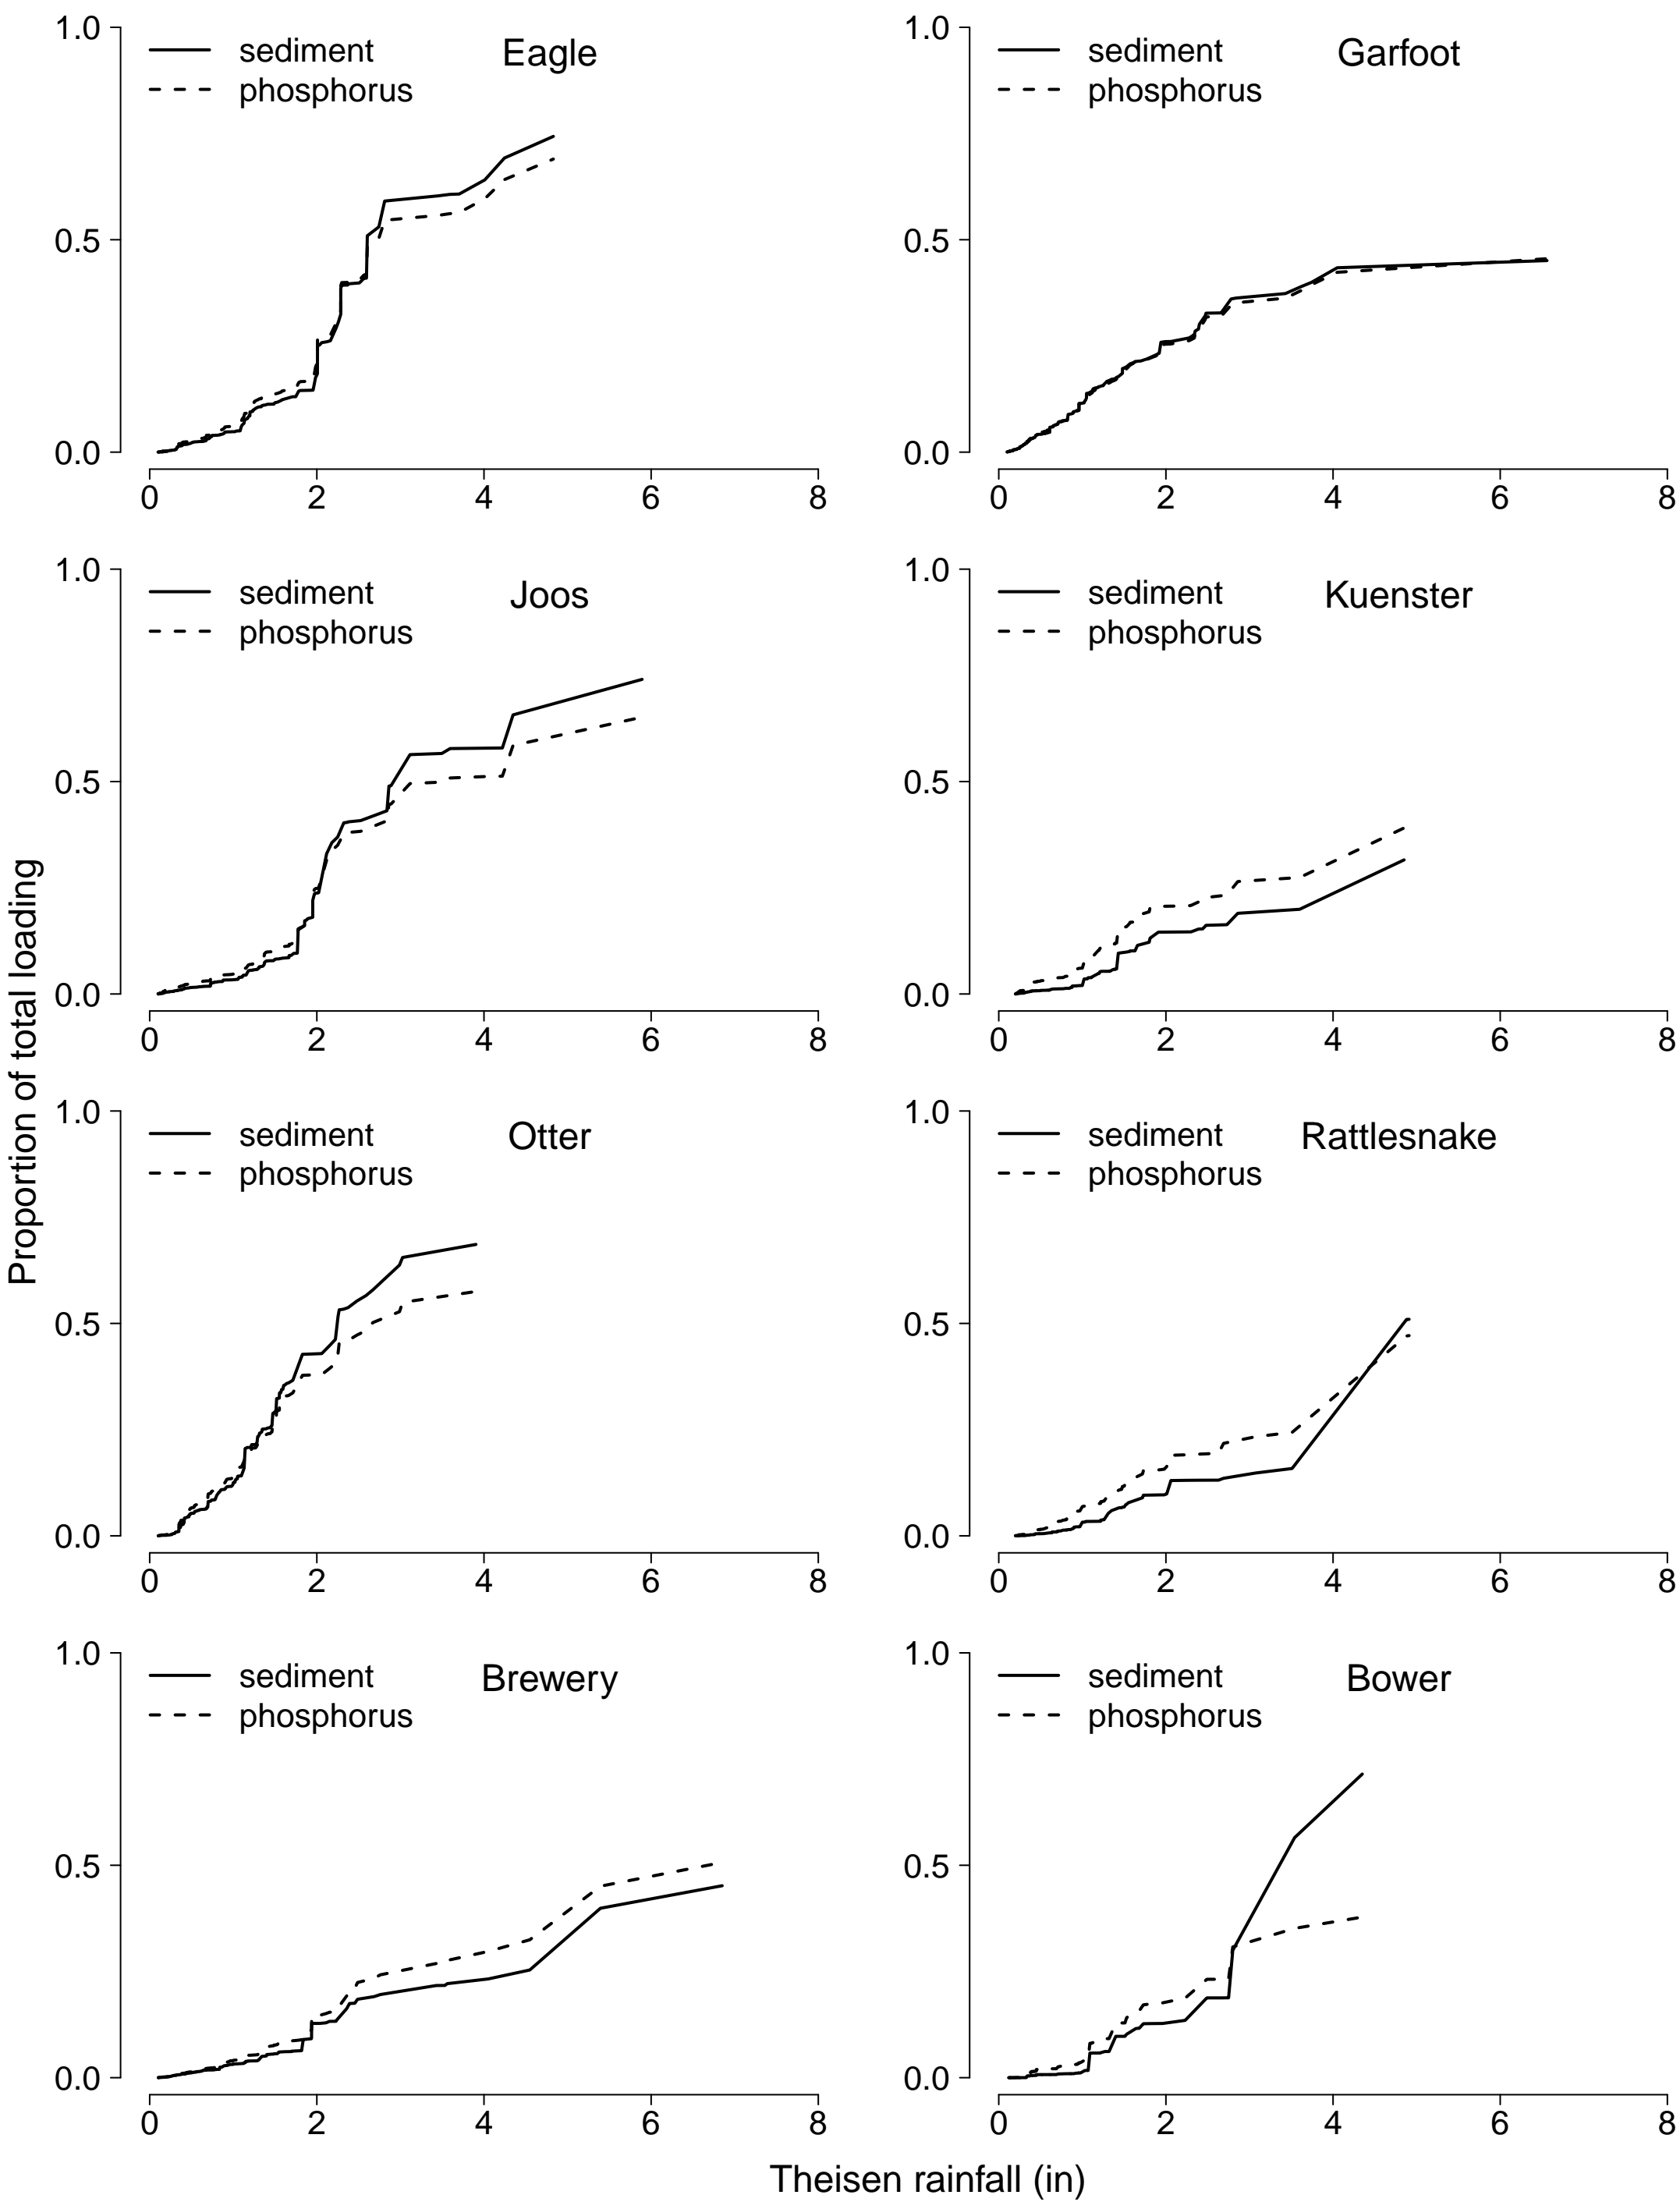 Proportion of total loading
1.0
sediment
Eagle
phosphorus
0.5
0.0
0 2 4 6 8
1.0
sediment
Garfoot
phosphorus
0.5
0.0
0 2 4 6 8
1.0
sediment
Joos
phosphorus
0.5
0.0
0 2 4 6 8
1.0
sediment
Kuenster
phosphorus
0.5
0.0
0 2 4 6 8
1.0
sediment
Otter
phosphorus
0.5
0.0
0 2 4 6 8
1.0
sediment
Rattlesnake
phosphorus
0.5
0.0
0 2 4 6 8
1.0
sediment
Brewery
phosphorus
0.5
0.0
0 2 4 6 8
1.0
sediment
Bower
phosphorus
0.5
0.0
0 2 4 6 8
Theisen rainfall (in)